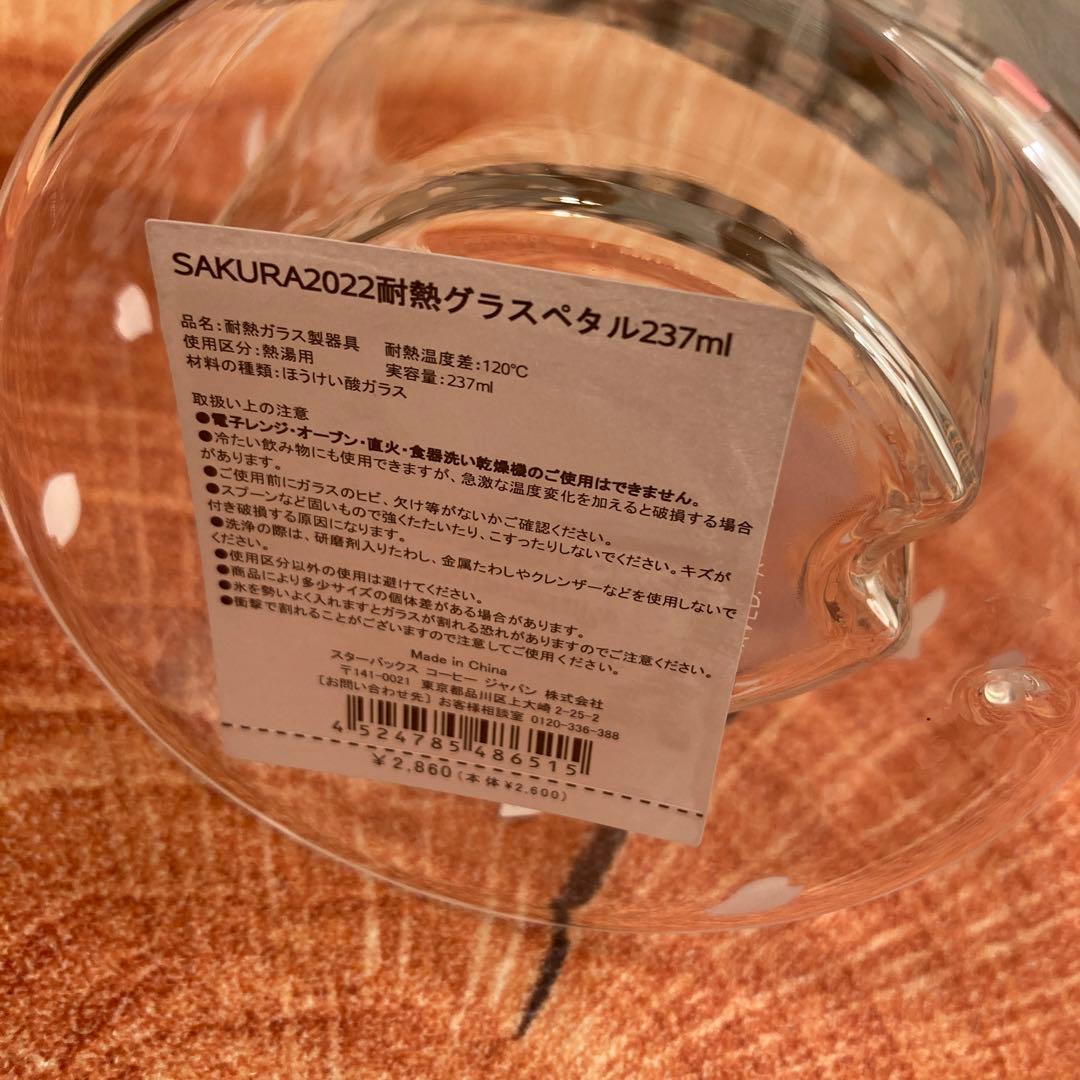 SAKURA2022耐熱グラスペタル237ml
品名:耐熱ガラス製器具 耐熱温度差:120℃
使用区分:熱湯用 実容量:237ml
材料の種類:ほうけい酸ガラス
取扱い上の注意
●電子レンジ・オーブン・直火・食器洗い乾燥機のご使用はできません。
●冷たい飲み物にも使用できますが、急激な温度変化を加えると破損する場合
があります。
●ご使用前にガラスのヒビ、欠け等がないかご確認ください。
●スプーンなど固いもので強くたたいたり、こすったりしないでください。キズが
付き破損する原因になります。
●洗浄の際は、研磨剤入りたわし、金属たわしやクレンザーなどを使用しないで
ください。
●使用区分以外の使用は避けてください。
●商品により多少サイズの個体差がある場合があります。
●氷を勢いよく入れますとガラスが割れる恐れがありますのでご注意ください。
●衝撃で割れることがございますので注意してご使用ください。
Made in China
スターバックス コーヒー ジャパン 株式会社
〒141-0021 東京都品川区上大崎 2-25-2
[お問い合わせ先] お客様相談室 0120-336-388
4 524785 486515
¥2,860(本体¥2,600)